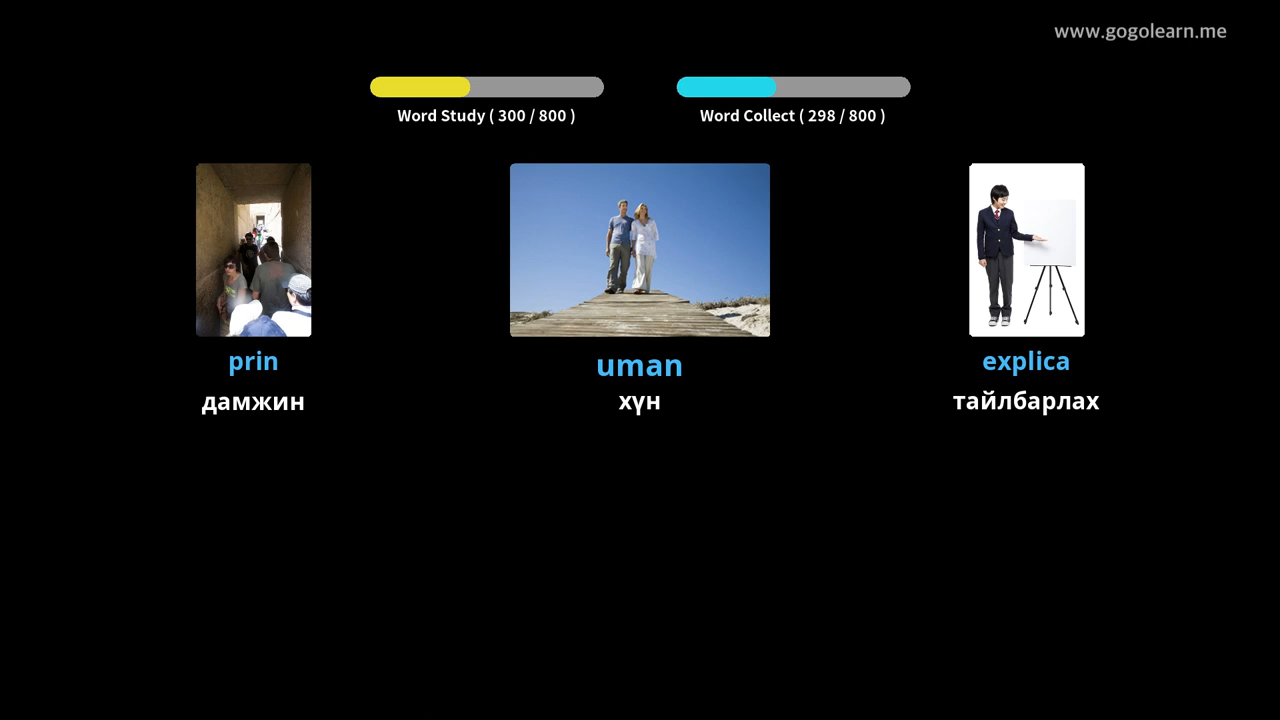 www.gogolearn.me
Word Study ( 300 / 800 )
Word Collect ( 298 / 800 )
prin
uman
explica
дамжин
хүн
тайлбарлах